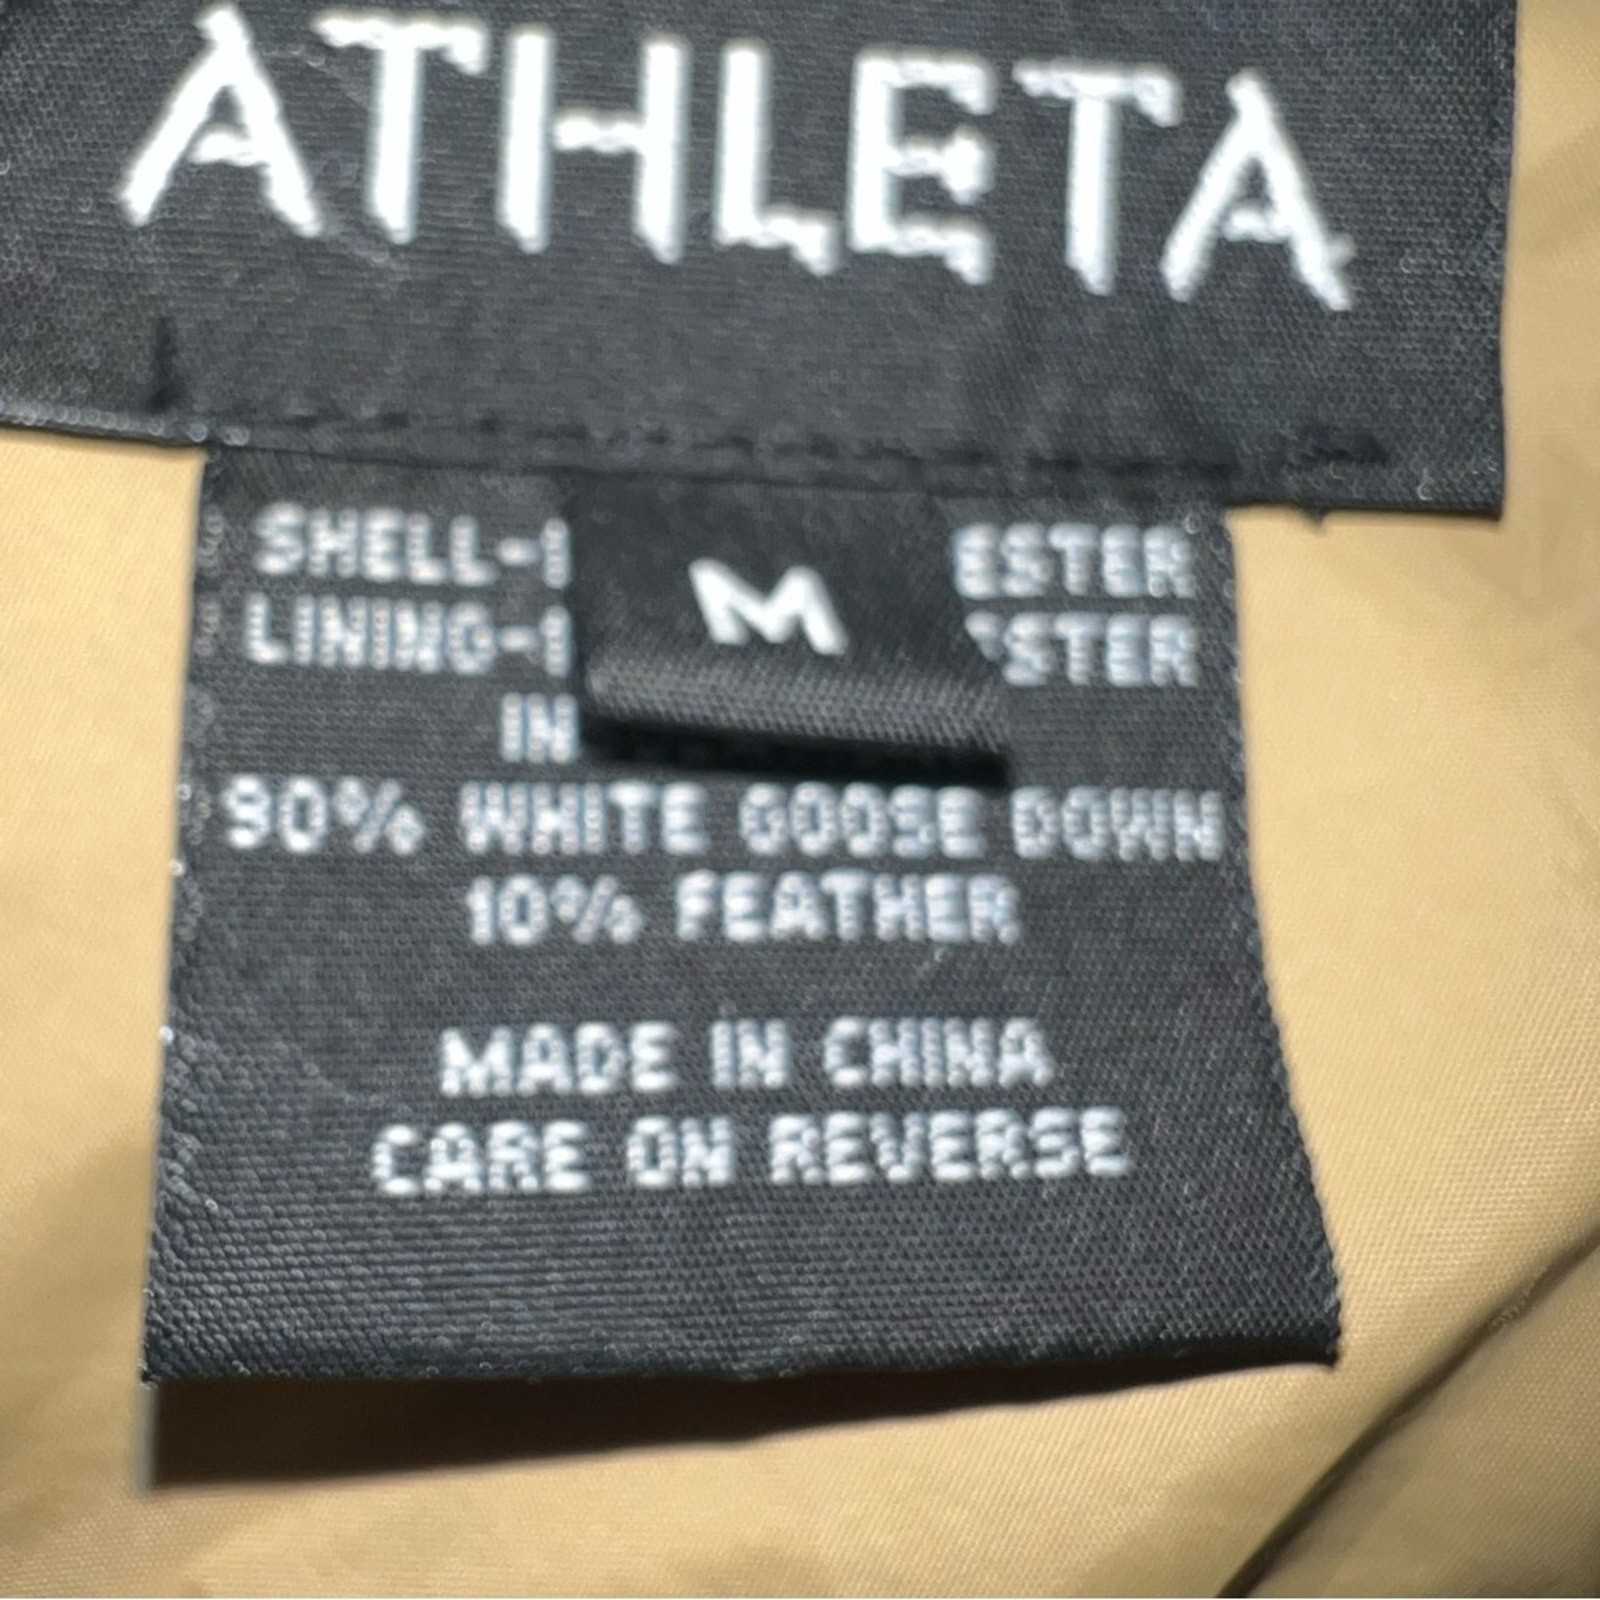 ATHLETA
M
SHELL-1 ESTER
LINING-1 STER
IN
90% WHITE GOOSE DOWN
10% FEATHER
MADE IN CHINA
CARE ON REVERSE